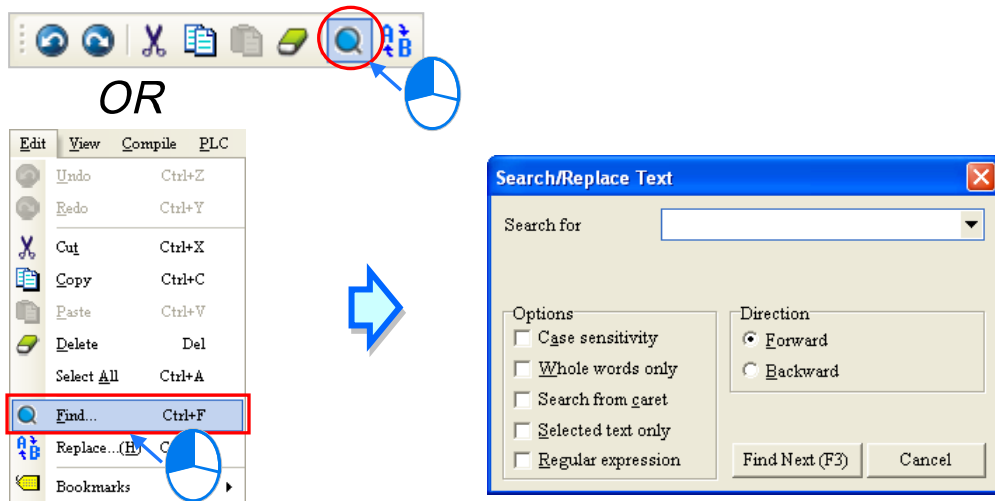 OR
Edit View Compile PLC
Undo Ctrl+Z
Redo Ctrl+Y
Cut Ctrl+X
Copy Ctrl+C
Paste Ctrl+V
Delete Del
Select All Ctrl+A
Find... Ctrl+F
Replace...(H)
Bookmarks
Search/Replace Text
Search for
Options
Case sensitivity
Whole words only
Search from caret
Selected text only
Regular expression
Direction
Forward
Backward
Find Next (F3) Cancel